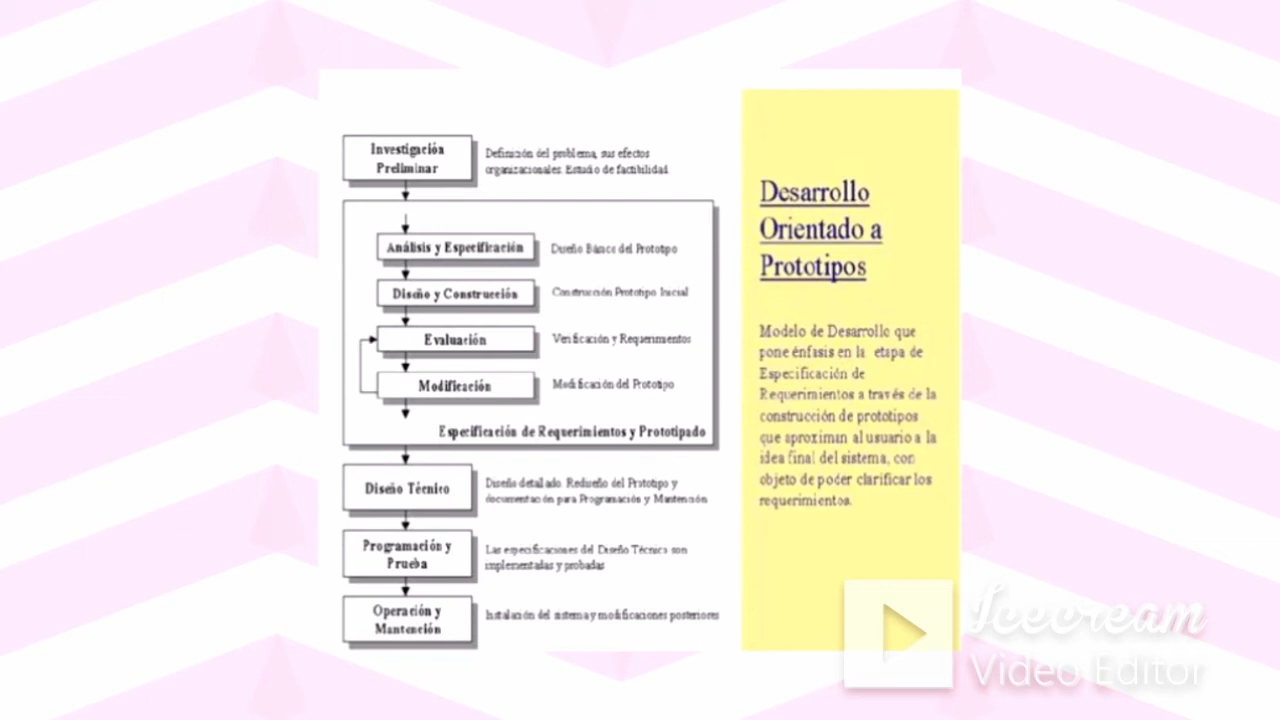 Investigación
Preliminar
Definición del problema, sus efectos
organizacionales. Estudio de factibilidad.
Análisis y Especificación
Diseño Básico del Prototipo
Diseño y Construcción
Construcción Prototipo Inicial
Evaluación
Verificación y Requerimientos
Modificación
Modificación del Prototipo
Especificación de Requerimientos y Prototipado
Diseño Técnico
Diseño detallado. Rediseño del Prototipo y
documentación para Programación y Mantención
Programación y
Prueba
Las especificaciones del Diseño Técnico son
implementadas y probadas
Operación y
Mantención
Instalación del sistema y modificaciones posteriores
Desarrollo
Orientado a
Prototipos
Modelo de Desarrollo que
pone énfasis en la etapa de
Especificación de
Requerimientos a través de la
construcción de prototipos
que aproximan al usuario a la
idea final del sistema, con
objeto de poder clarificar los
requerimientos.
Icecream
Video Editor